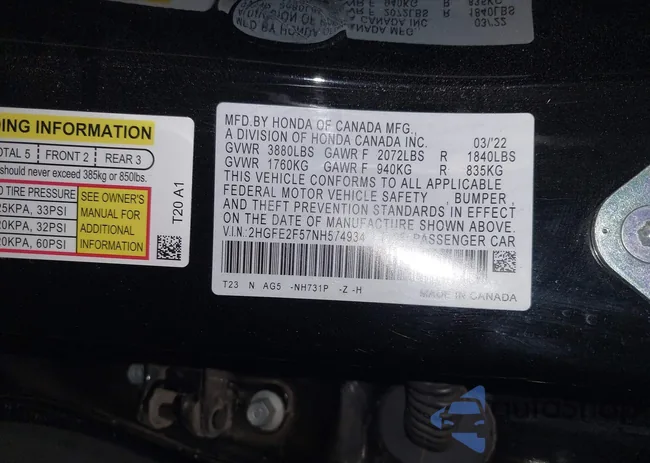 MFD.BY HONDA OF CANADA MFG.,
A DIVISION OF HONDA CANADA INC. 03/'22
GVWR 3880LBS GAWR F 2072LBS R 1840LBS
GVWR 1760KG GAWR F 940KG R 835KG
THIS VEHICLE CONFORMS TO ALL APPLICABLE
FEDERAL MOTOR VEHICLE SAFETY , BUMPER ,
AND THEFT PREVENTION STANDARDS IN EFFECT
ON THE DATE OF MANUFACTURE SHOWN ABOVE.
V.I.N:2HGFE2F57NH574934 PASSENGER CAR
T23 N AG5 -NH731P -Z -H MADE IN CANADA
DING INFORMATION
OTAL 5 FRONT 2 REAR 3
hould never exceed 385kg or 850lbs.
TIRE PRESSURE
25KPA, 33PSI
20KPA, 32PSI
20KPA, 60PSI
SEE OWNER'S
MANUAL FOR
ADDITIONAL
INFORMATION
T20 A1